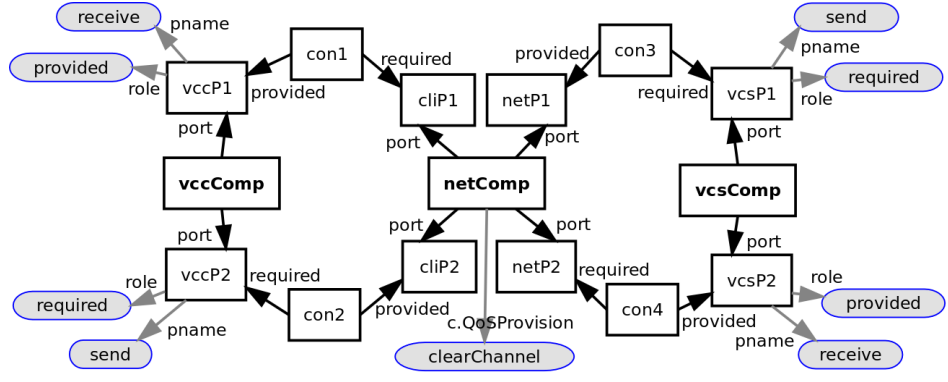 receive
pname
send
pname
provided
role
vccP1
provided
con1
required
cliP1
provided
netP1
con3
required
vcsP1
required
role
port
port
port
port
vccComp
netComp
vcsComp
port
port
port
port
vccP2
required
cliP2
netP2
required
vcsP2
role
role
required
con2
provided
con4
provided
provided
pname
c.QoSProvision
pname
send
clearChannel
receive